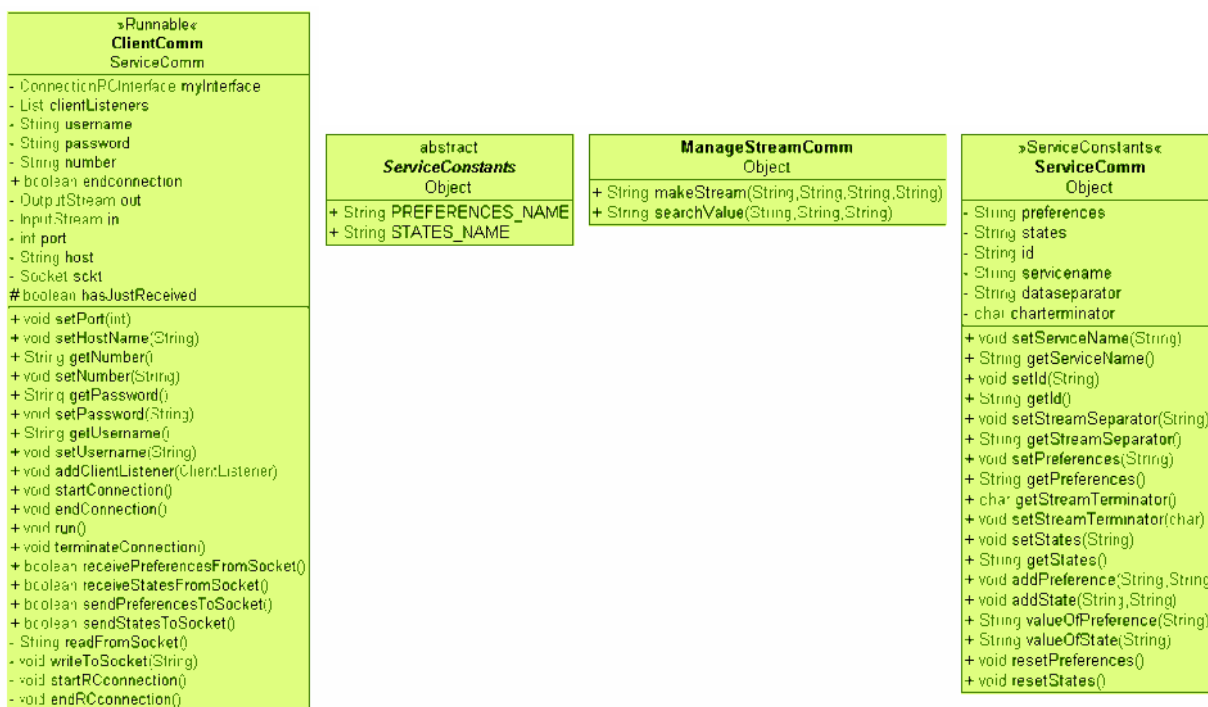 »Runnable«
ClientComm
ServiceComm
- ConnectionPCInterface myInterface
- List clientListeners
- String username
- String password
- String number
+ boolean endconnection
- OutputStream out
- InputStream in
- int port
- String host
- Socket sckt
# boolean hasJustReceived
+ void setPort(int)
+ void setHostName(String)
+ String getNumber()
+ void setNumber(String)
+ String getPassword()
+ void setPassword(String)
+ String getUsername()
+ void setUsername(String)
+ void addClientListener(ClientListener)
+ void startConnection()
+ void endConnection()
+ void run()
+ void terminateConnection()
+ boolean receivePreferencesFromSocket()
+ boolean receiveStatesFromSocket()
+ boolean sendPreferencesToSocket()
+ boolean sendStatesToSocket()
- String readFromSocket()
- void writeToSocket(String)
- void startRCconnection()
- void endRCconnection()
abstract
ServiceConstants
Object
+ String PREFERENCES_NAME
+ String STATES_NAME
ManageStreamComm
Object
+ String makeStream(String,String,String,String)
+ String searchValue(String,String,String)
»ServiceConstants«
ServiceComm
Object
- String preferences
- String states
- String id
- String servicename
- String dataseparator
- char charterminator
+ void setServiceName(String)
+ String getServiceName()
+ void setId(String)
+ String getId()
+ void setStreamSeparator(String)
+ String getStreamSeparator()
+ void setPreferences(String)
+ String getPreferences()
+ char getStreamTerminator()
+ void setStreamTerminator(char)
+ void setStates(String)
+ String getStates()
+ void addPreference(String,String
+ void addState(String,String)
+ String valueOfPreference(String)
+ String valueOfState(String)
+ void resetPreferences()
+ void resetStates()